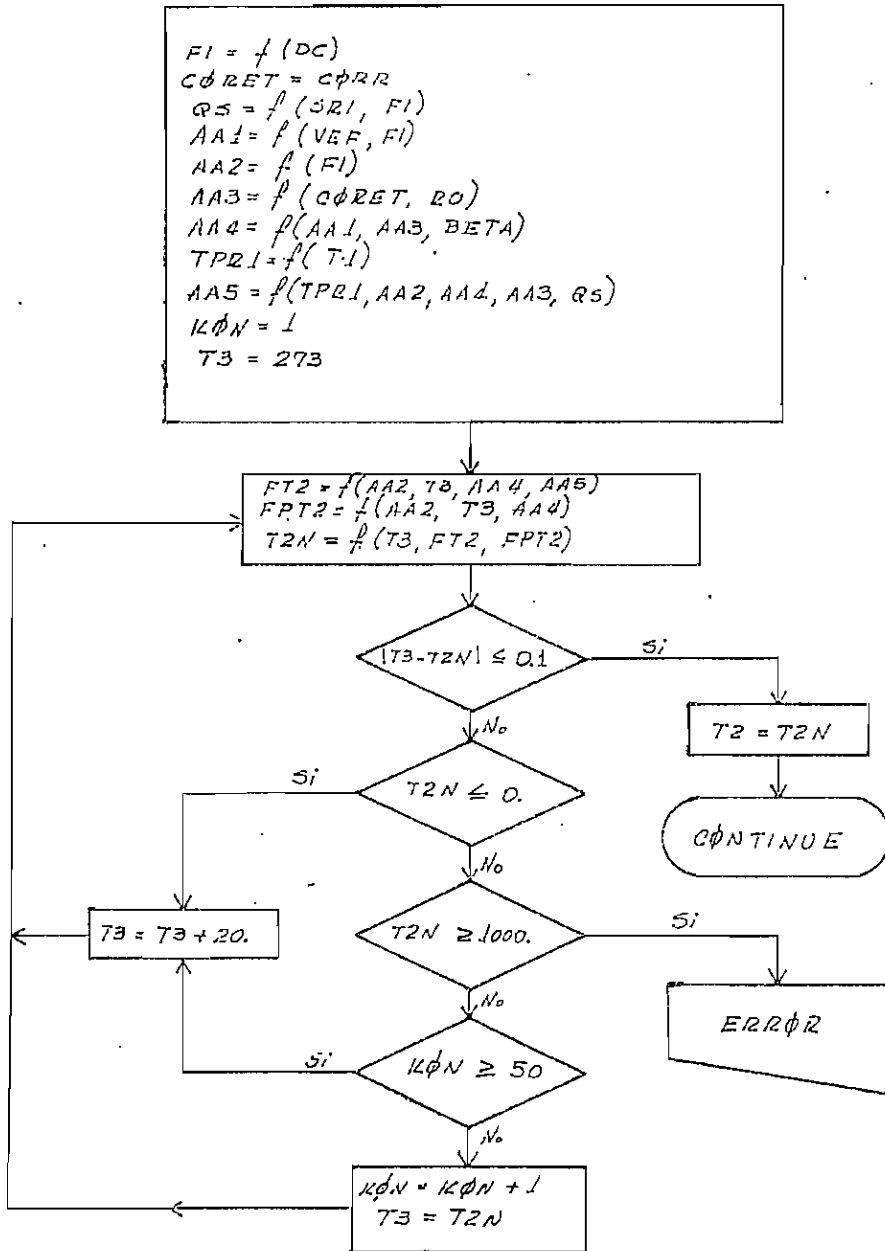 FI = f (DC)
CØRET = CØRR
QS = f (SRI, FI)
AA1 = f (VEF, FI)
AA2 = f (FI)
AA3 = f (CØRET, RO)
AA4 = f(AA1, AA3, BETA)
TPR1 = f( T1)
AA5 = f(TPR1, AA2, AA4, AA3, QS)
KØN = 1
T3 = 273
FT2 = f(AA2, T3, AA4, AA5)
FPT2 = f(AA2, T3, AA4)
T2N = f (T3, FT2, FPT2)
|T3-T2N| ≤ 0.1
Si
No
T2 = T2N
Si
T2N ≤ 0.
CØNTINUE
No
T3 = T3 + 20.
T2N ≥ 1000.
Si
No
ERRØR
Si
KØN ≥ 50
No
KØN = KØN + 1
T3 = T2N